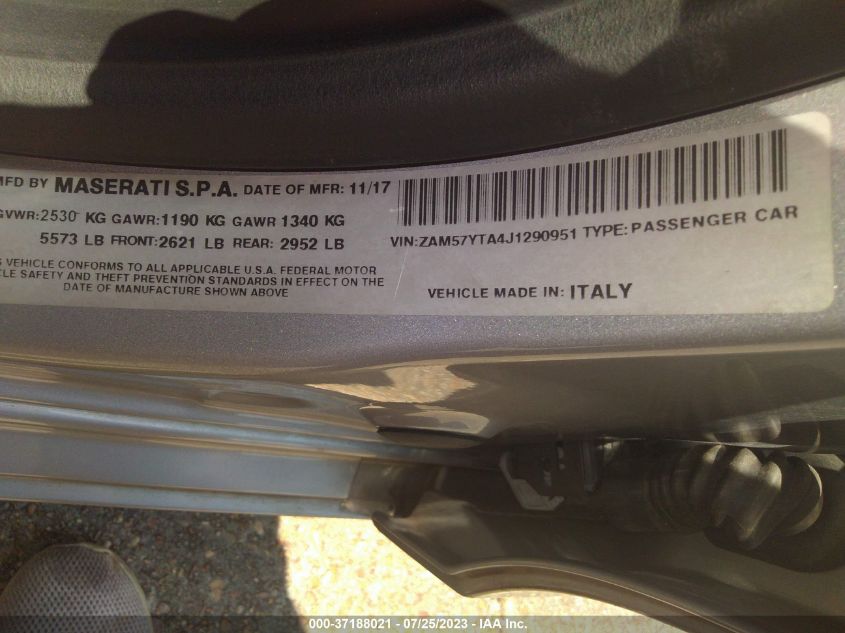 MFD BY MASERATI S.P.A. DATE OF MFR: 11/17
GVWR:2530 KG GAWR:1190 KG GAWR 1340 KG
5573 LB FRONT:2621 LB REAR: 2952 LB
VEHICLE CONFORMS TO ALL APPLICABLE U.S.A. FEDERAL MOTOR
SAFETY AND THEFT PREVENTION STANDARDS IN EFFECT ON THE
DATE OF MANUFACTURE SHOWN ABOVE
VIN:ZAM57YTA4J1290951 TYPE:PASSENGER CAR
VEHICLE MADE IN: ITALY
000-37188021 - 07/25/2023 - IAA Inc.